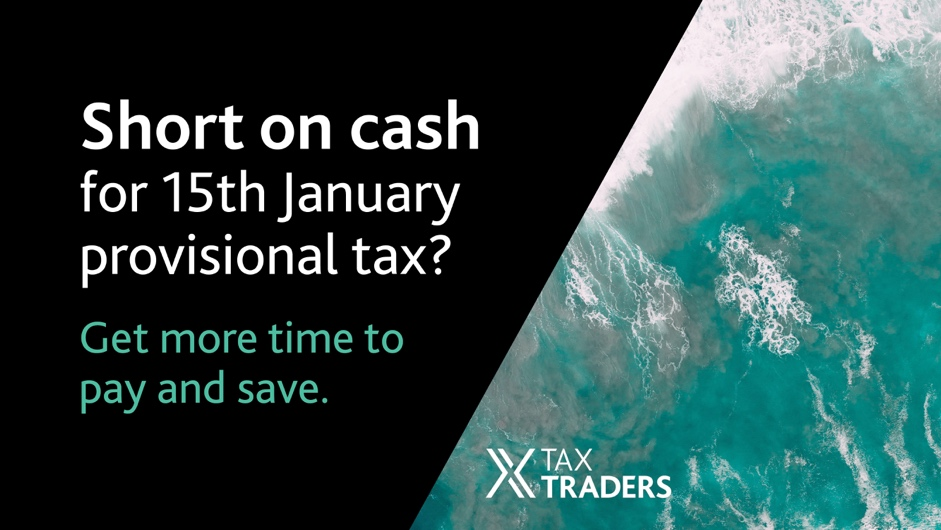 Short on cash
for 15th January
provisional tax?
Get more time to
pay and save.
TAX
TRADERS